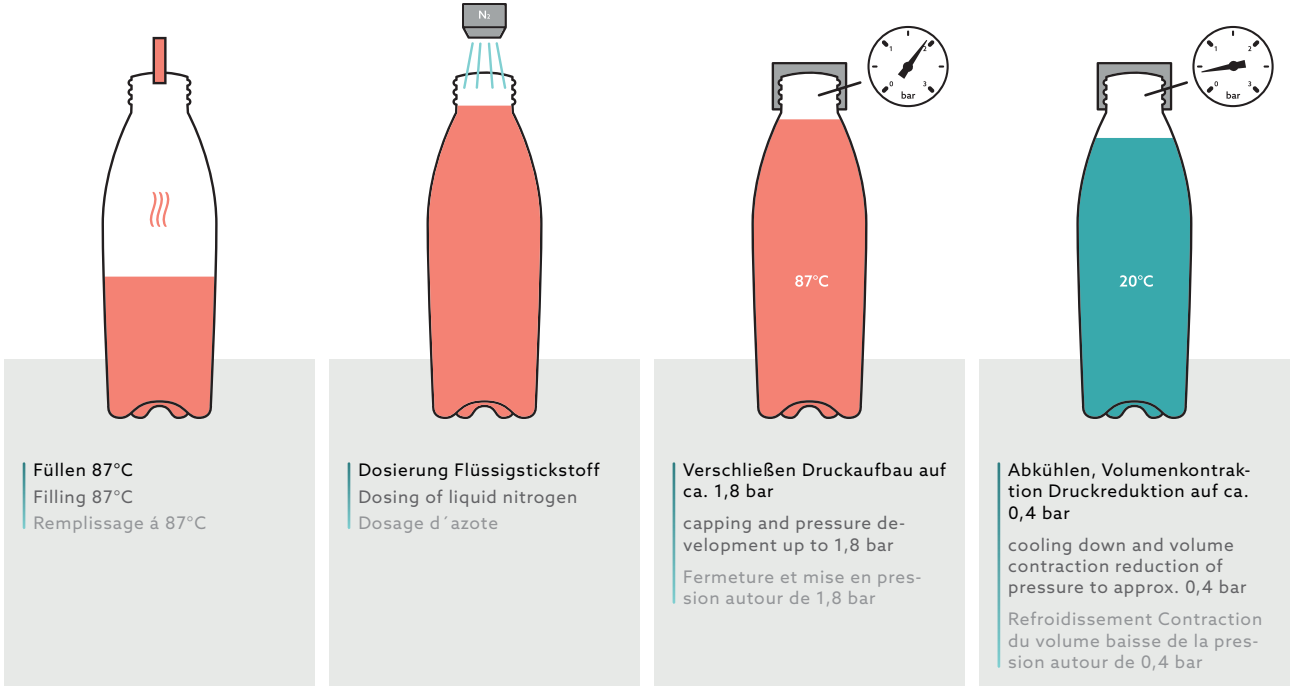 N₂
1
2
0
3
bar
1
2
0
3
bar
87°C
20°C
Füllen 87°C
Filling 87°C
Remplissage á 87°C
Dosierung Flüssigstickstoff
Dosing of liquid nitrogen
Dosage d´azote
Verschließen Druckaufbau auf
ca. 1,8 bar
capping and pressure de-
velopment up to 1,8 bar
Fermeture et mise en pres-
sion autour de 1,8 bar
Abkühlen, Volumenkontrak-
tion Druckreduktion auf ca.
0,4 bar
cooling down and volume
contraction reduction of
pressure to approx. 0,4 bar
Refroidissement Contraction
du volume baisse de la pres-
sion autour de 0,4 bar